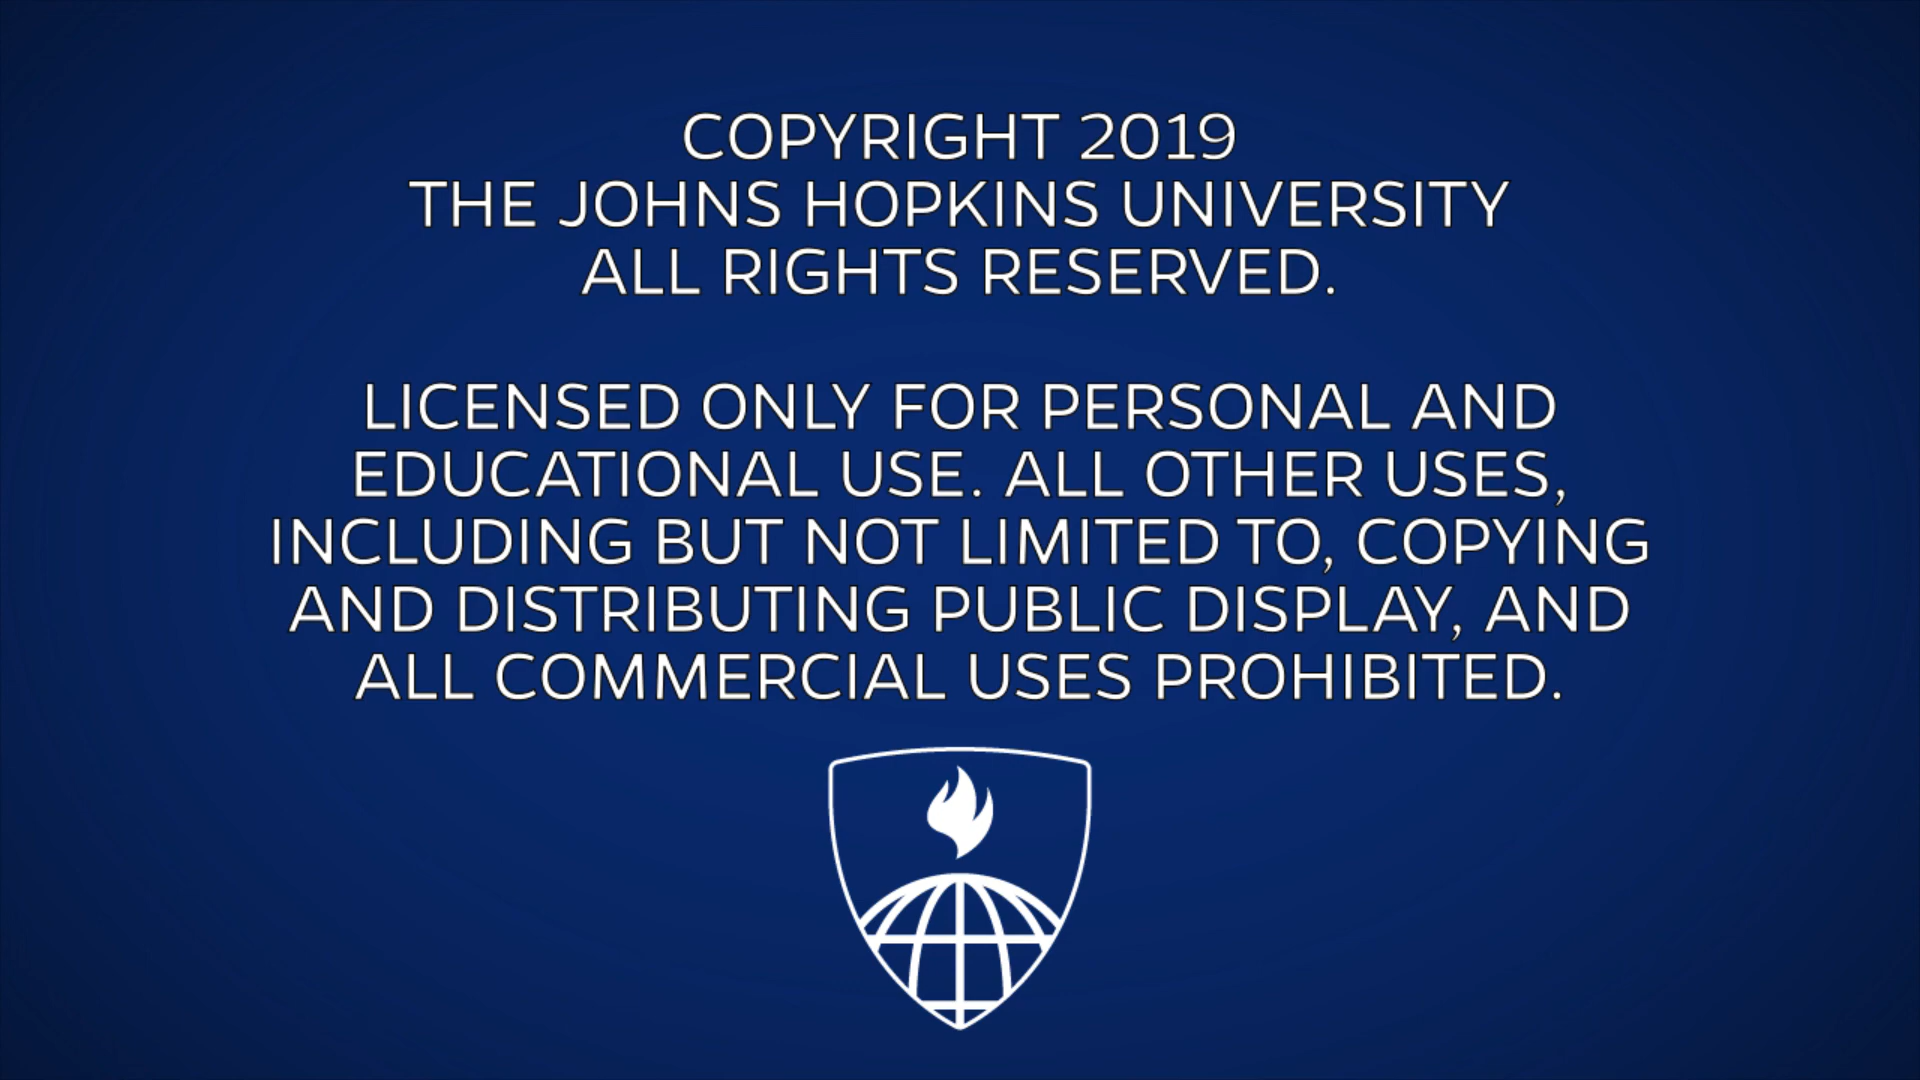 COPYRIGHT 2019
THE JOHNS HOPKINS UNIVERSITY
ALL RIGHTS RESERVED.
LICENSED ONLY FOR PERSONAL AND
EDUCATIONAL USE. ALL OTHER USES,
INCLUDING BUT NOT LIMITED TO, COPYING
AND DISTRIBUTING PUBLIC DISPLAY, AND
ALL COMMERCIAL USES PROHIBITED.